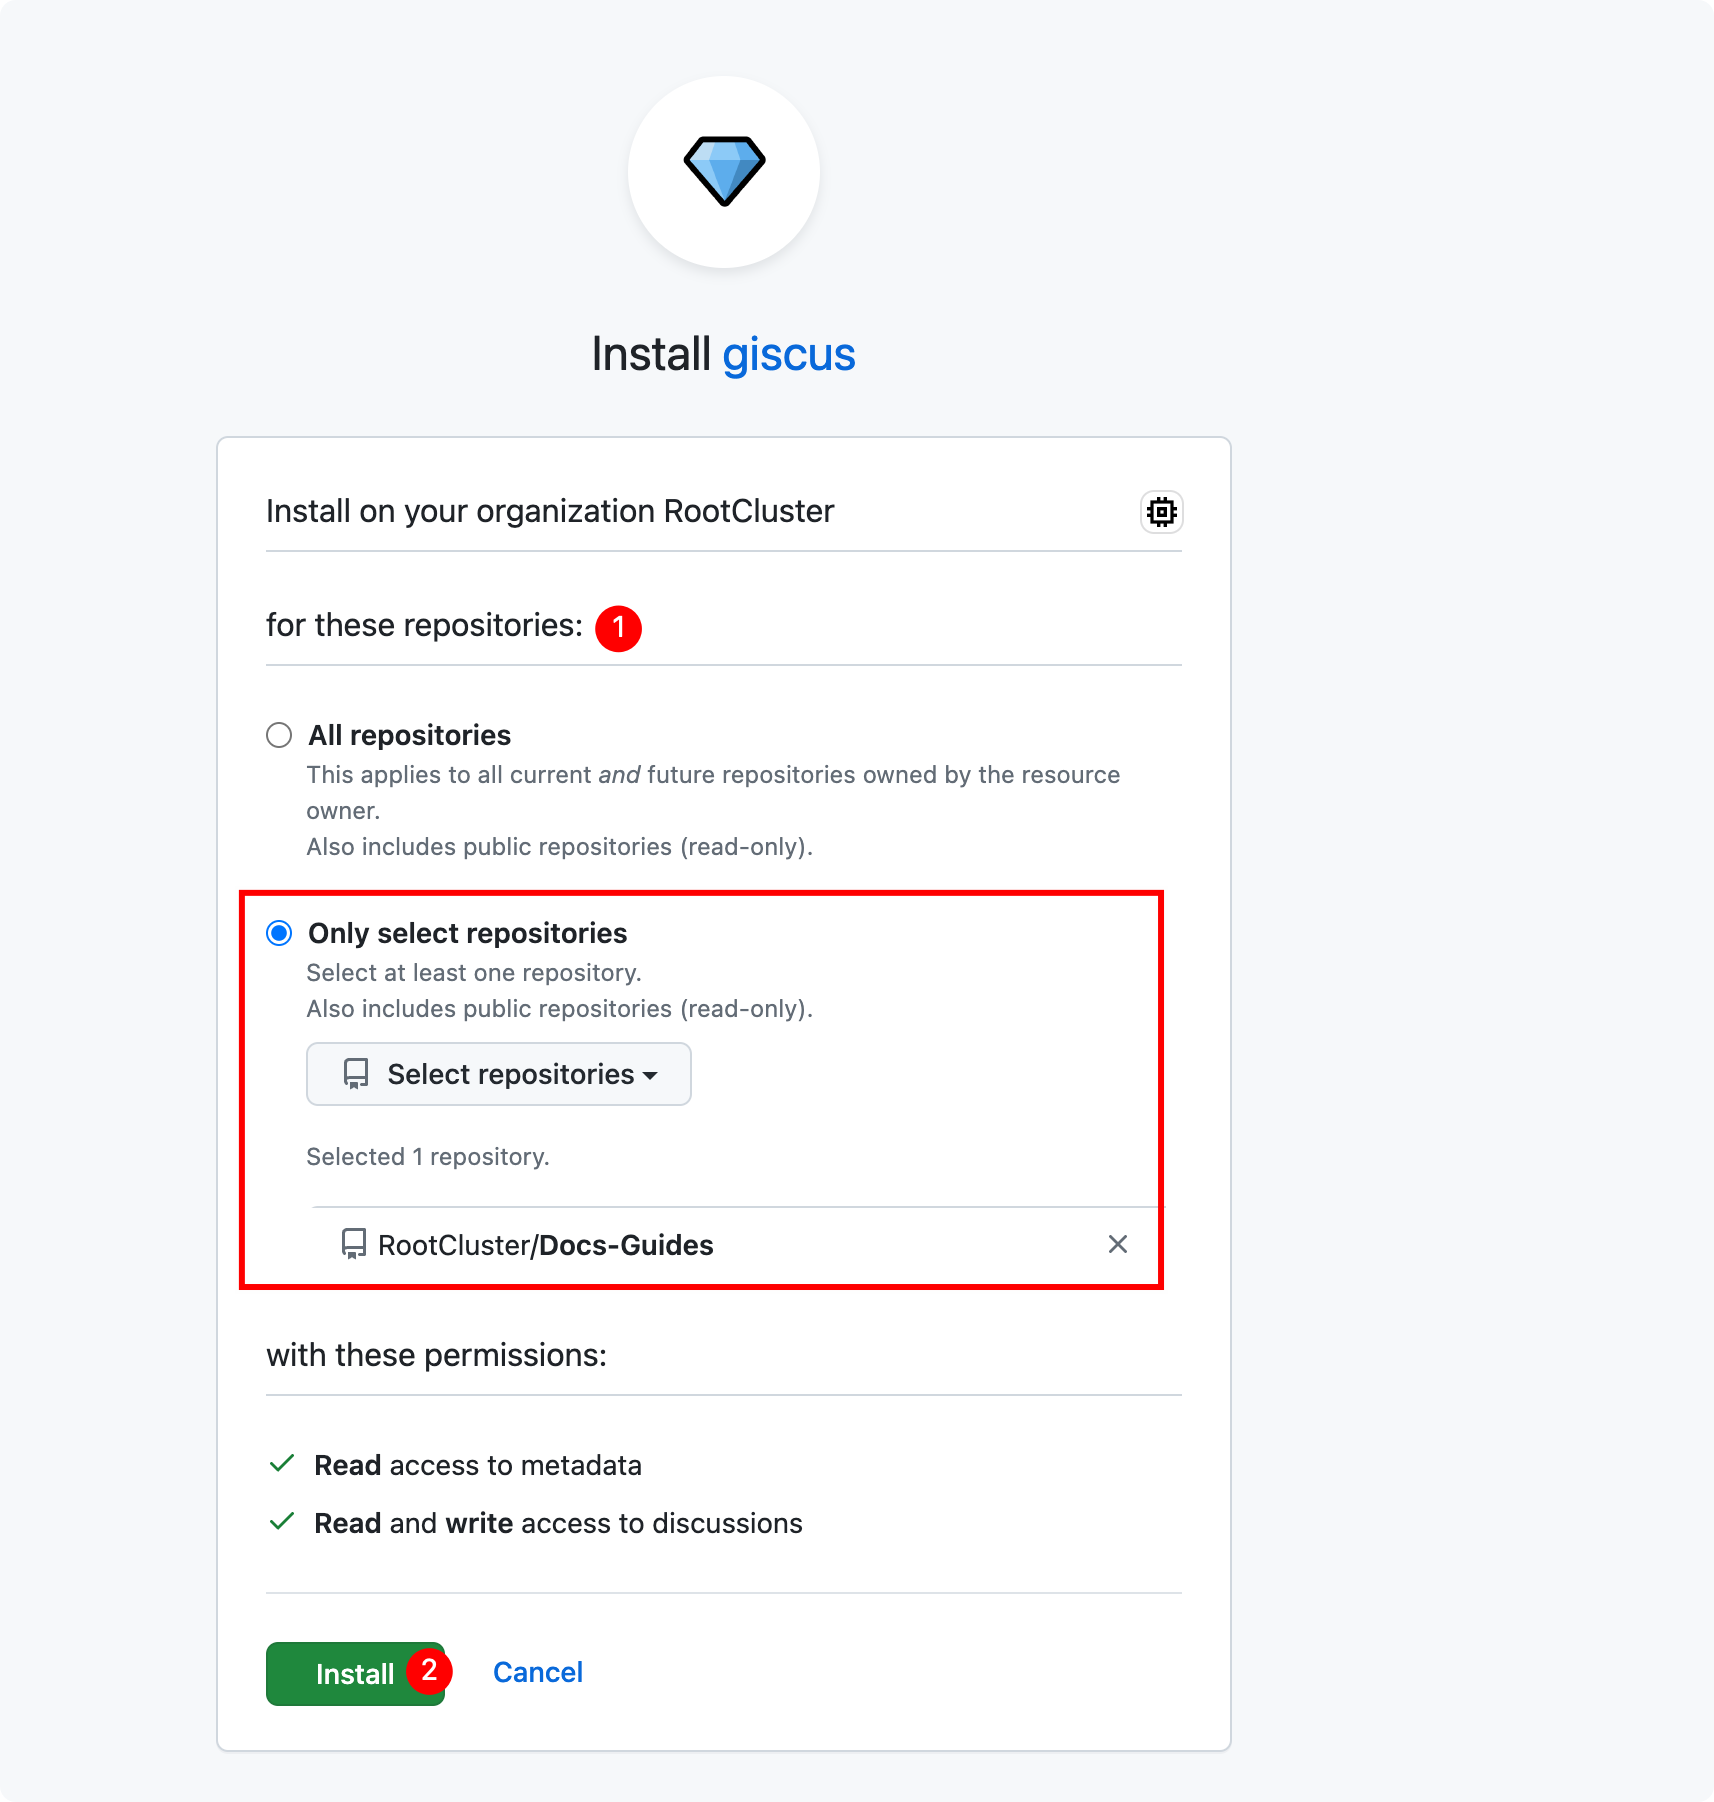 Install giscus
Install on your organization RootCluster
for these repositories: 1
All repositories
This applies to all current and future repositories owned by the resource
owner.
Also includes public repositories (read-only).
Only select repositories
Select at least one repository.
Also includes public repositories (read-only).
Select repositories
Selected 1 repository.
RootCluster/Docs-Guides
with these permissions:
Read access to metadata
Read and write access to discussions
Install 2 Cancel